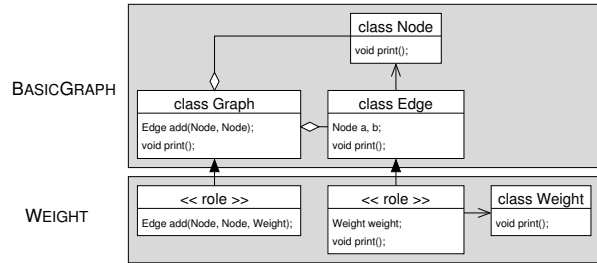 class Node
void print();
BASICGRAPH
class Graph
Edge add(Node, Node);
void print();
class Edge
Node a, b;
void print();
WEIGHT
<< role >>
Edge add(Node, Node, Weight);
<< role >>
Weight weight;
void print();
class Weight
void print();